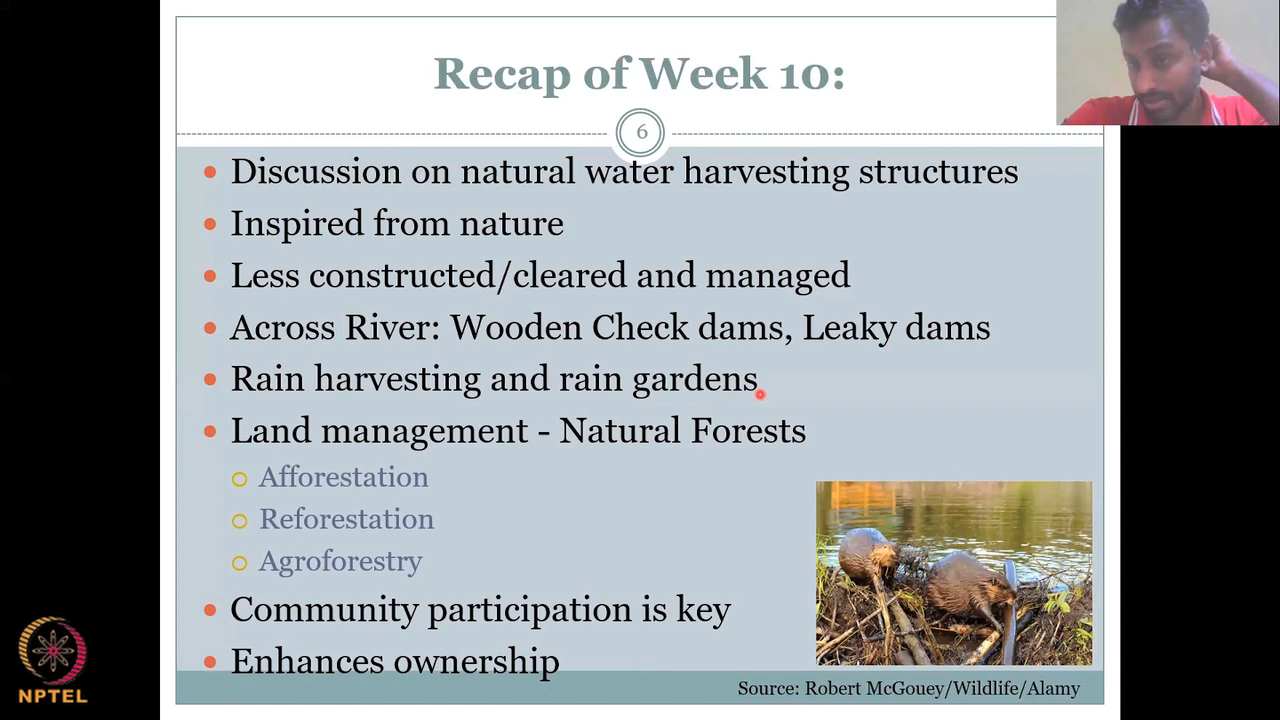 Recap of Week 10:
6
Discussion on natural water harvesting structures
Inspired from nature
Less constructed/cleared and managed
Across River: Wooden Check dams, Leaky dams
Rain harvesting and rain gardens
Land management - Natural Forests
Afforestation
Reforestation
Agroforestry
Community participation is key
Enhances ownership
Source: Robert McGouey/Wildlife/Alamy
NPTEL